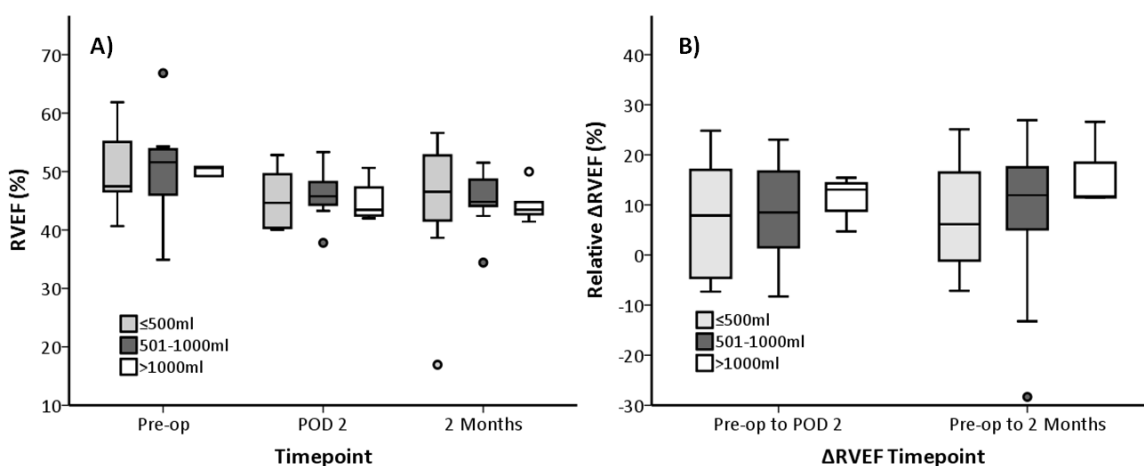 A)
RVEF (%)
70
60
50
40
30
20
10
≤500ml
501-1000ml
>1000ml
Pre-op
POD 2
2 Months
Timepoint
B)
Relative ΔRVEF (%)
40
30
20
10
0
-10
-20
-30
≤500ml
501-1000ml
>1000ml
Pre-op to POD 2
Pre-op to 2 Months
ΔRVEF Timepoint